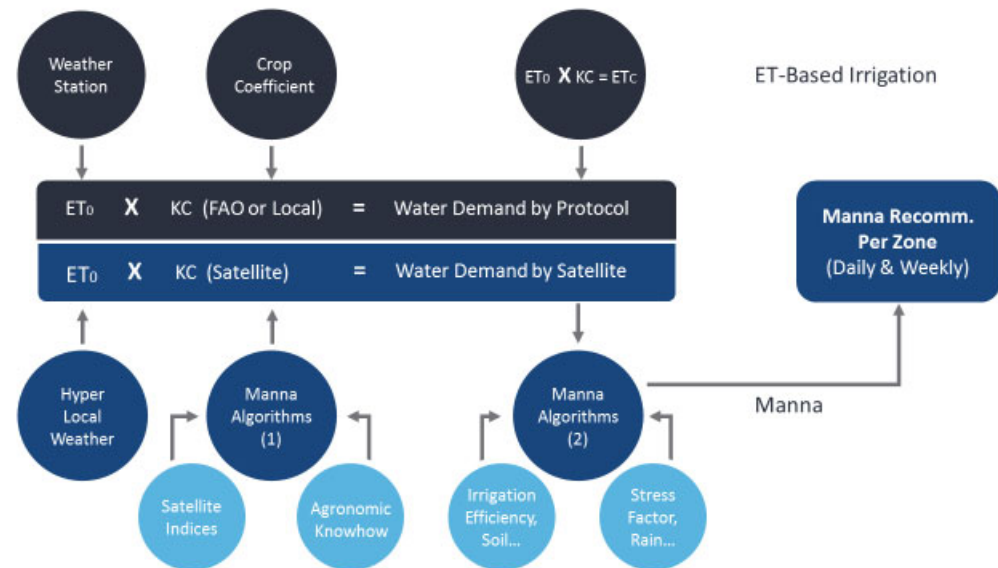 Weather
Station
Crop
Coefficient
ET₀ X KC = ETc
ET-Based Irrigation
ET₀ X KC (FAO or Local) = Water Demand by Protocol
ET₀ X KC (Satellite) = Water Demand by Satellite
Manna Recomm.
Per Zone
(Daily & Weekly)
Hyper
Local
Weather
Manna
Algorithms
(1)
Manna
Algorithms
(2)
Manna
Satellite
Indices
Agronomic
Knowhow
Irrigation
Efficiency,
Soil...
Stress
Factor,
Rain...